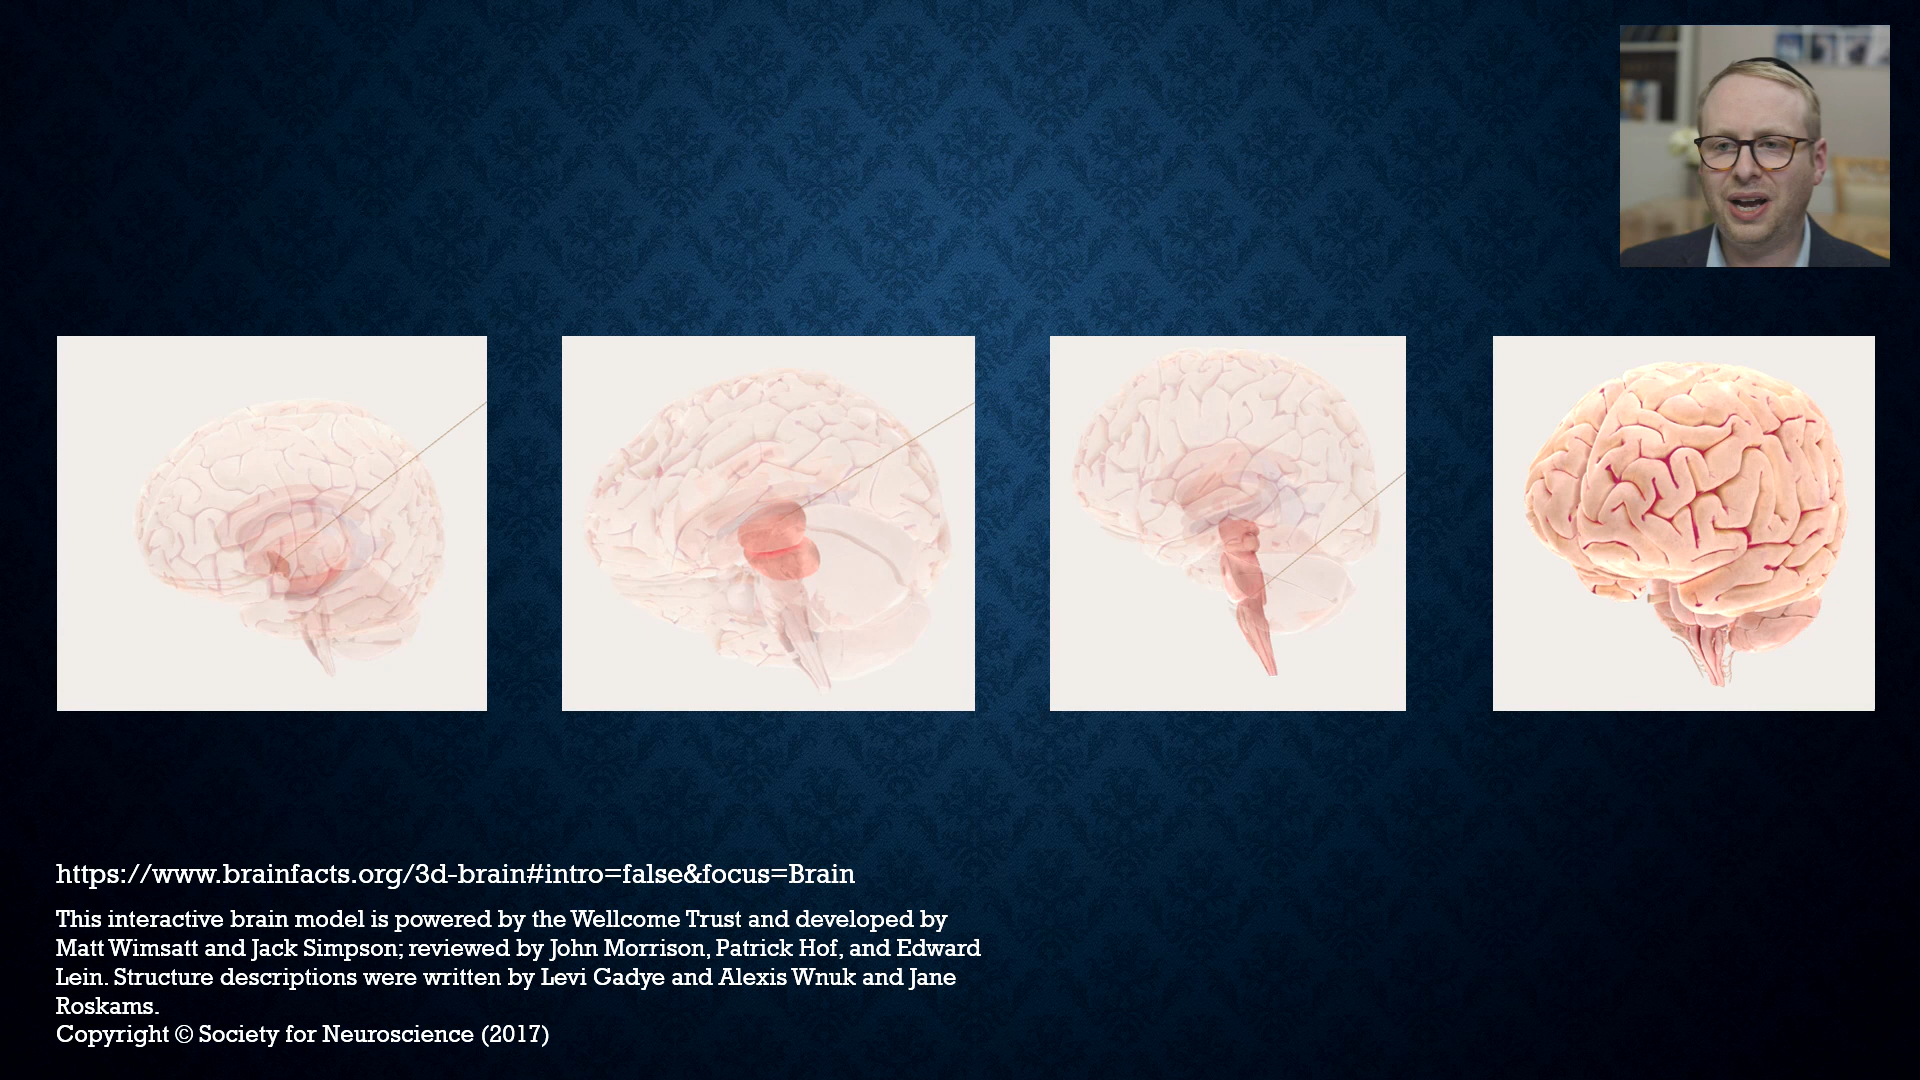 https://www.brainfacts.org/3d-brain#intro=false&focus=Brain
This interactive brain model is powered by the Wellcome Trust and developed by
Matt Wimsatt and Jack Simpson; reviewed by John Morrison, Patrick Hof, and Edward
Lein. Structure descriptions were written by Levi Gadye and Alexis Wnuk and Jane
Roskams.
Copyright © Society for Neuroscience (2017)